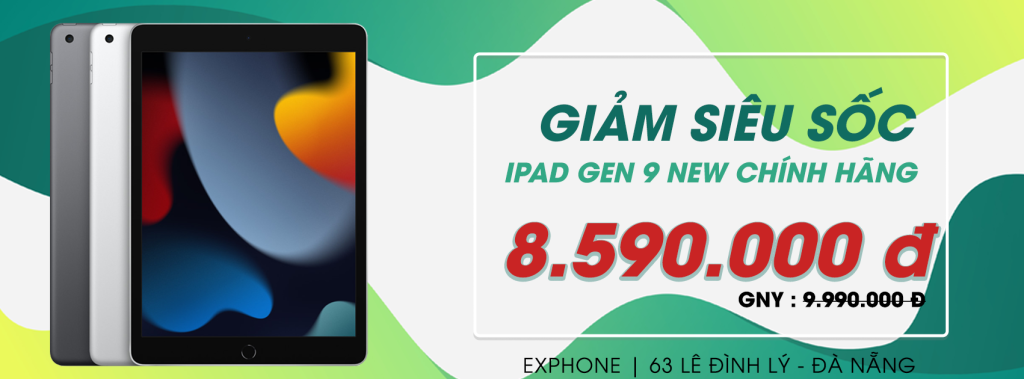 GIẢM SIÊU SỐC
IPAD GEN 9 NEW CHÍNH HÃNG
8.590.000 đ
GNY : 9.990.000 Đ
EXPHONE | 63 LÊ ĐÌNH LÝ - ĐÀ NẴNG